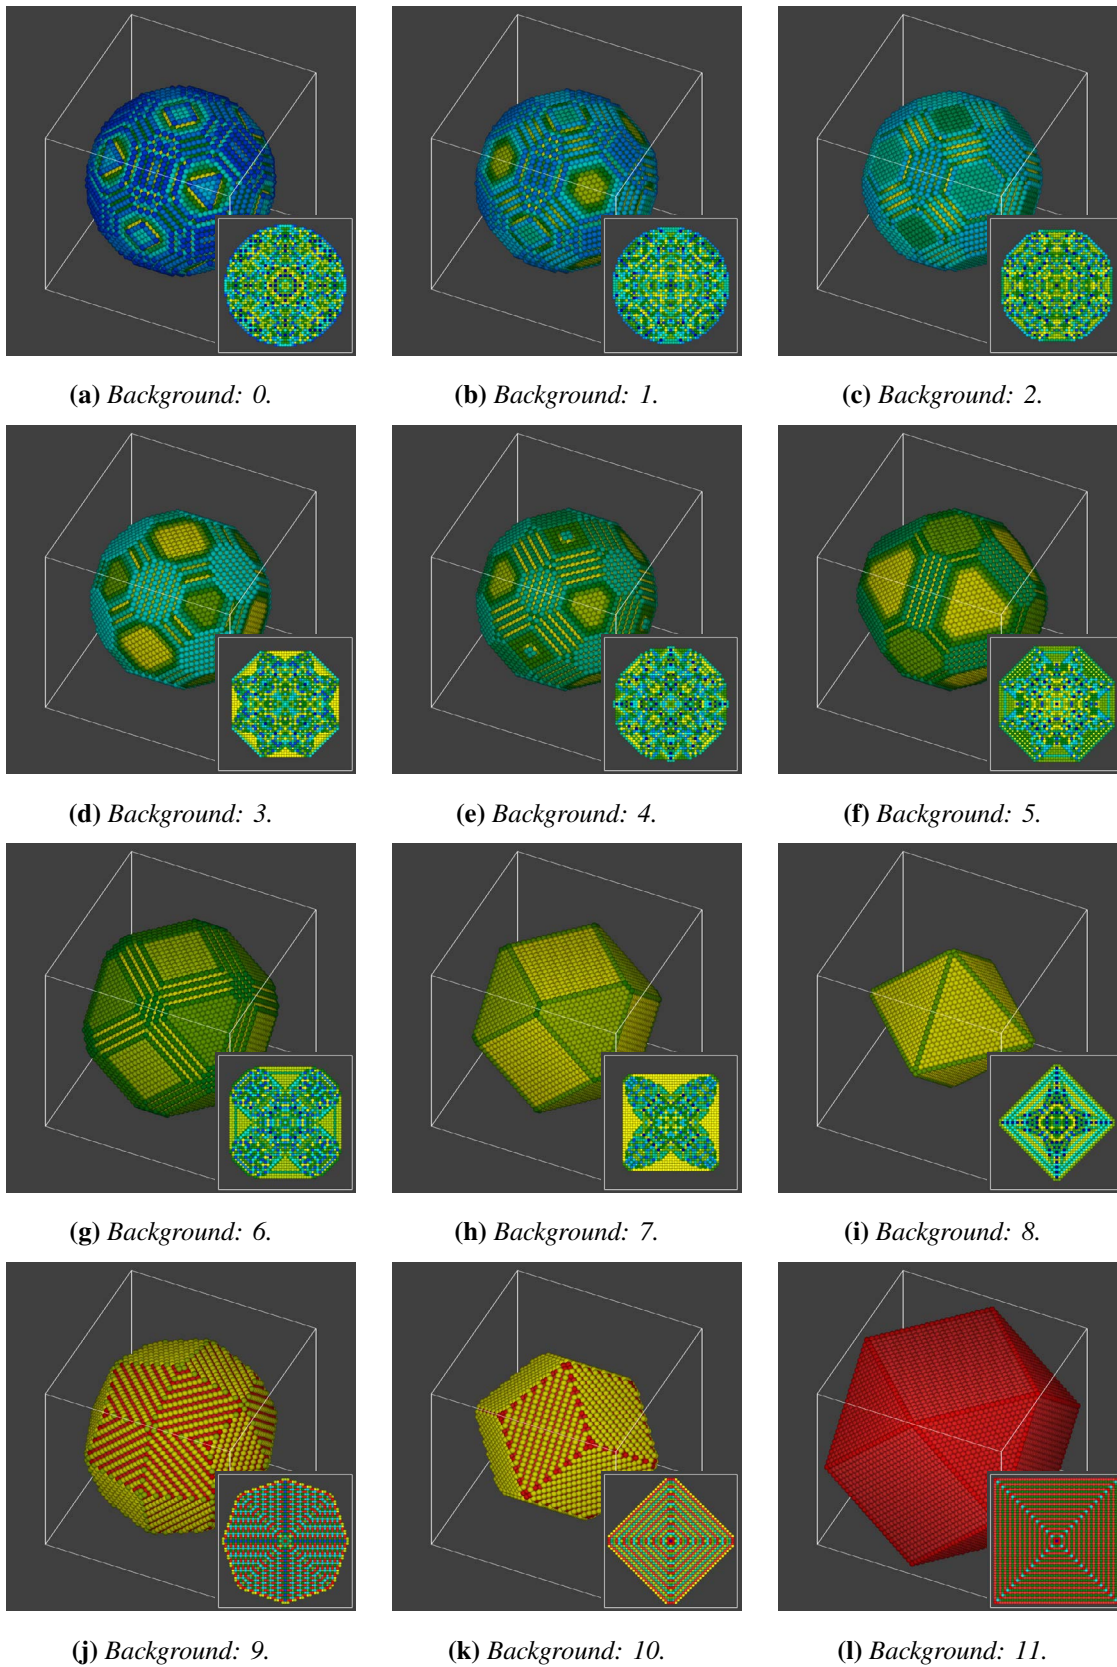 (a) Background: 0.
(b) Background: 1.
(c) Background: 2.
(d) Background: 3.
(e) Background: 4.
(f) Background: 5.
(g) Background: 6.
(h) Background: 7.
(i) Background: 8.
(j) Background: 9.
(k) Background: 10.
(l) Background: 11.